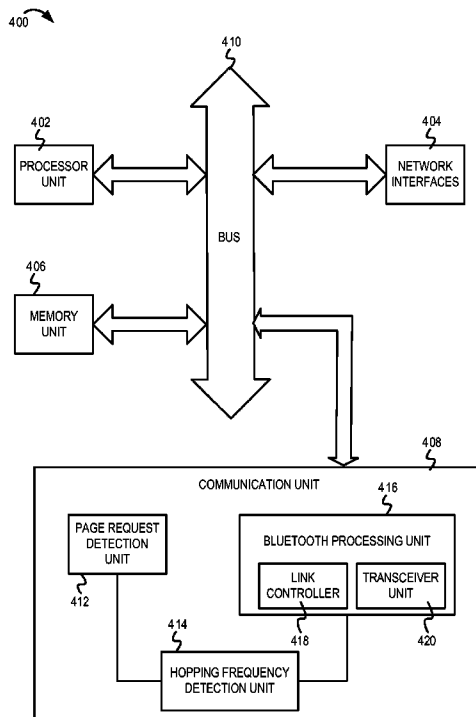 400
410
402
PROCESSOR
UNIT
404
NETWORK
INTERFACES
BUS
406
MEMORY
UNIT
408
COMMUNICATION UNIT
416
PAGE REQUEST
DETECTION
UNIT
412
BLUETOOTH PROCESSING UNIT
LINK
CONTROLLER
418
TRANSCEIVER
UNIT
420
414
HOPPING FREQUENCY
DETECTION UNIT